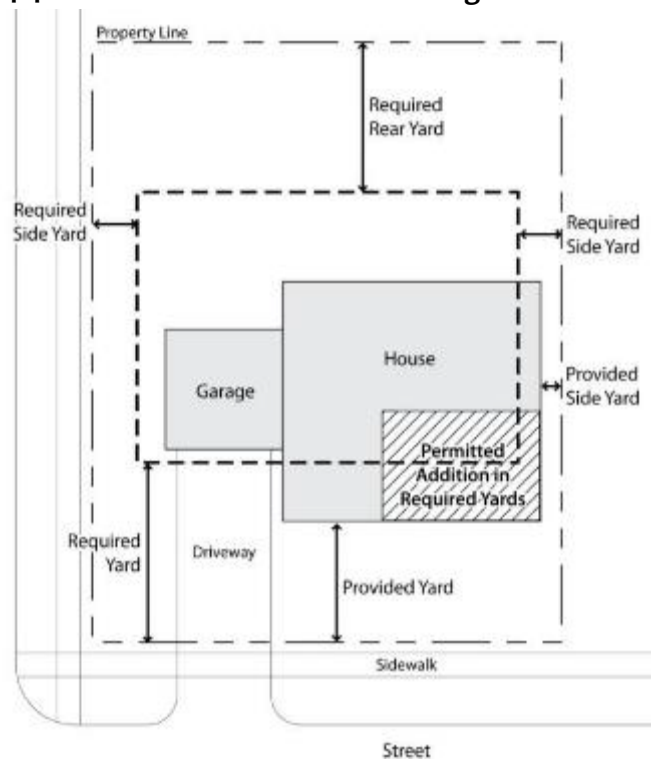 Property Line
Required
Rear Yard
Required
Side Yard
Required
Side Yard
House
Garage
Provided
Side Yard
Permitted
Addition in
Required Yards
Required
Yard
Driveway
Provided Yard
Sidewalk
Street